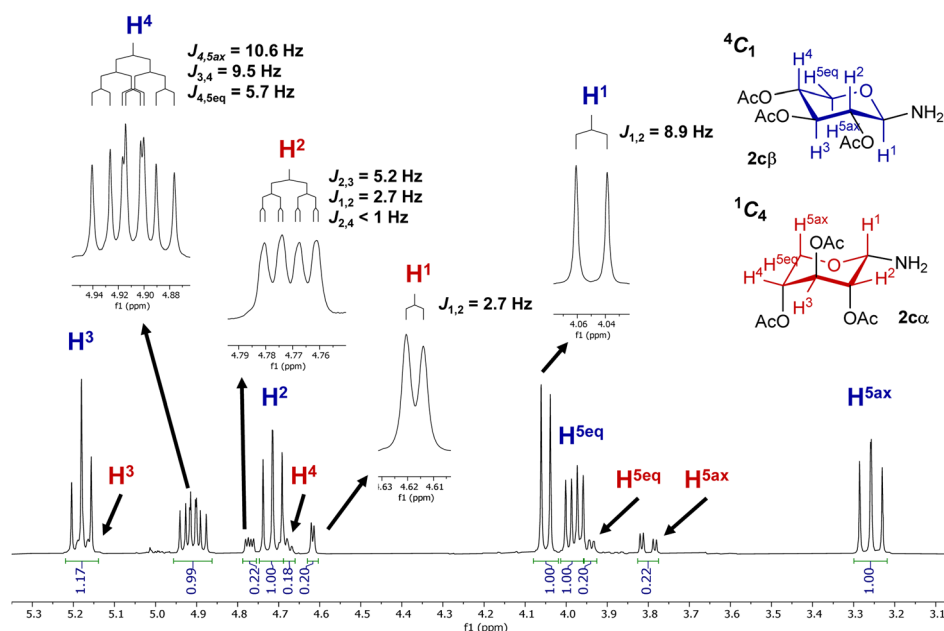 H4
J4,5ax = 10.6 Hz
J3,4 = 9.5 Hz
J4,5eq = 5.7 Hz
4.94 4.92 4.90 4.88
f1 (ppm)
H2
J2,3 = 5.2 Hz
J1,2 = 2.7 Hz
J2,4 < 1 Hz
4.79 4.78 4.77 4.76
f1 (ppm)
H1
J1,2 = 2.7 Hz
4.62 4.61
f1 (ppm)
H1
J1,2 = 8.9 Hz
4.06 4.04
f1 (ppm)
4C1
H4
H5eq
H2
O
AcO
NH2
AcO
H5ax
H3
AcO
H1
2cβ
1C4
H5ax
H1
OAc
H5eq
O
NH2
H4
H2
H3
AcO
OAc
2cα
H3
H3
H2
H4
H5eq
H5eq
H5ax
H5ax
1.17 0.99 0.22 1.00 0.18 0.20 1.00 1.00 0.20 0.22 1.00
5.3 5.2 5.1 5.0 4.9 4.8 4.7 4.6 4.5 4.4 4.3 4.2 4.1 4.0 3.9 3.8 3.7 3.6 3.5 3.4 3.3 3.2
f1 (ppm)